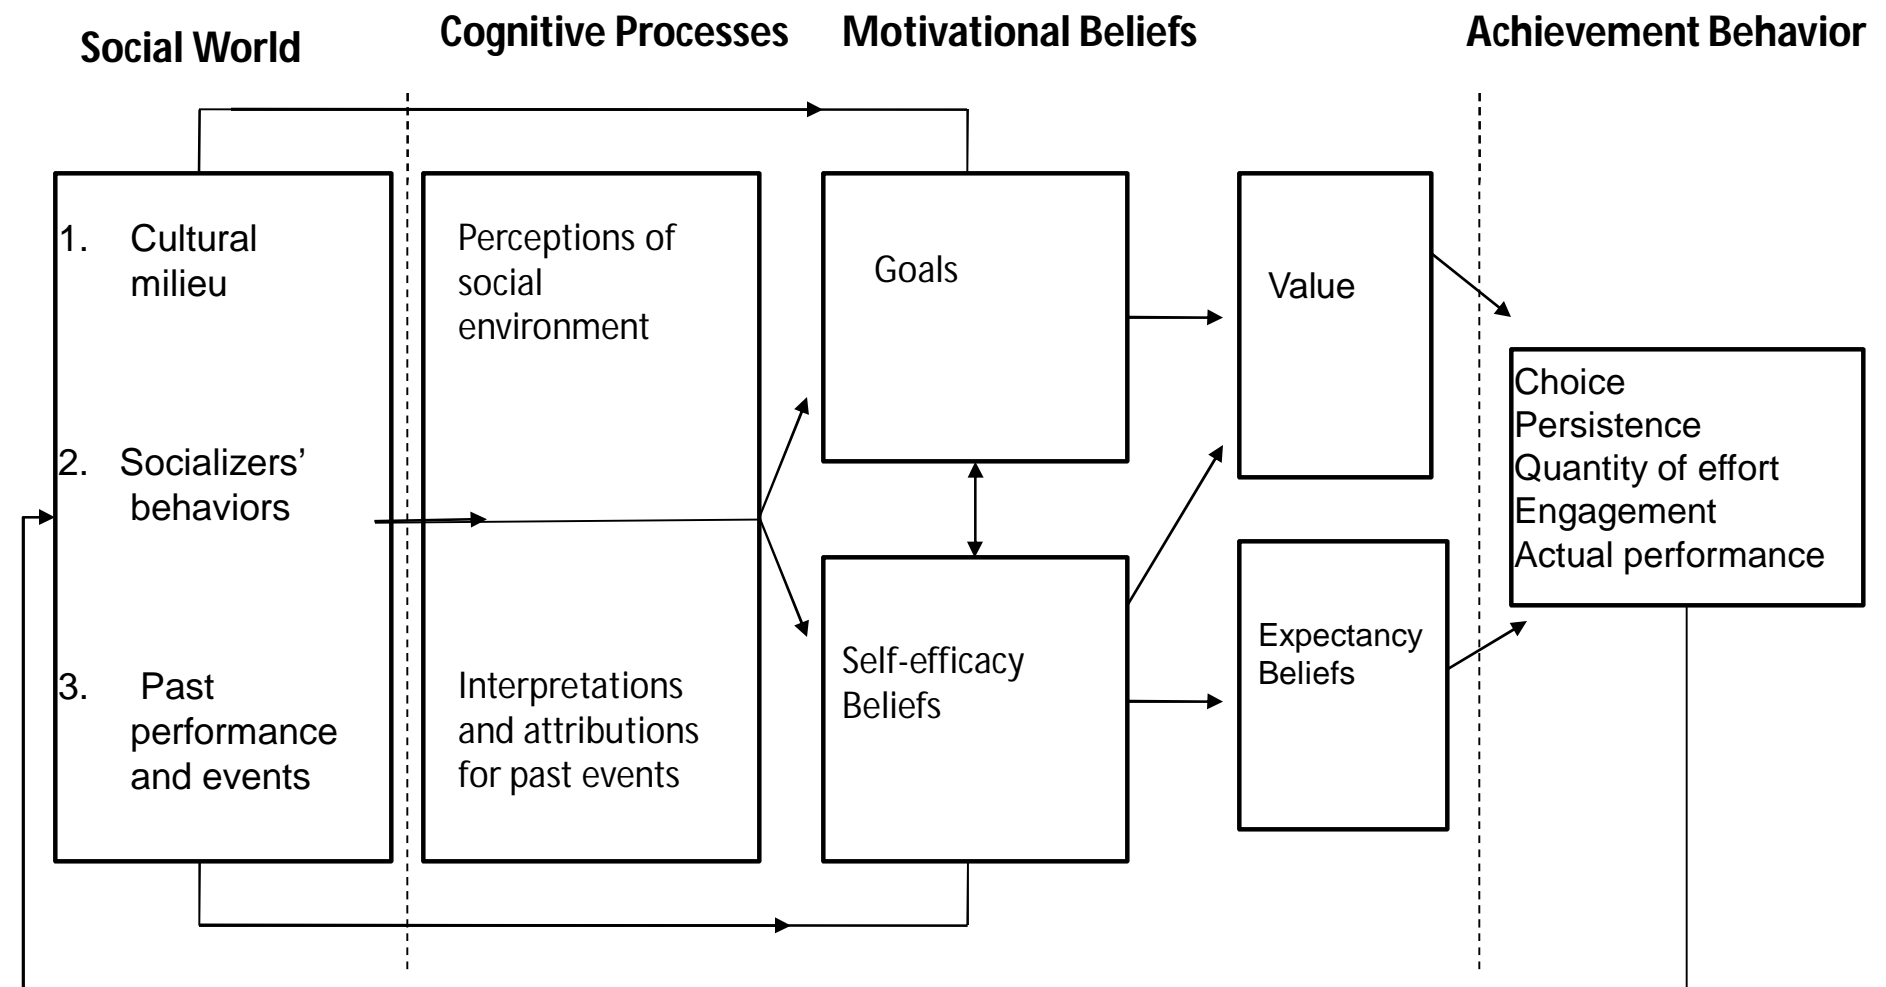 Social World
Cognitive Processes
Motivational Beliefs
Achievement Behavior
1. Cultural
milieu
2. Socializers’
behaviors
3. Past
performance
and events
Perceptions of
social
environment
Interpretations
and attributions
for past events
Goals
Self-efficacy
Beliefs
Value
Expectancy
Beliefs
Choice
Persistence
Quantity of effort
Engagement
Actual performance